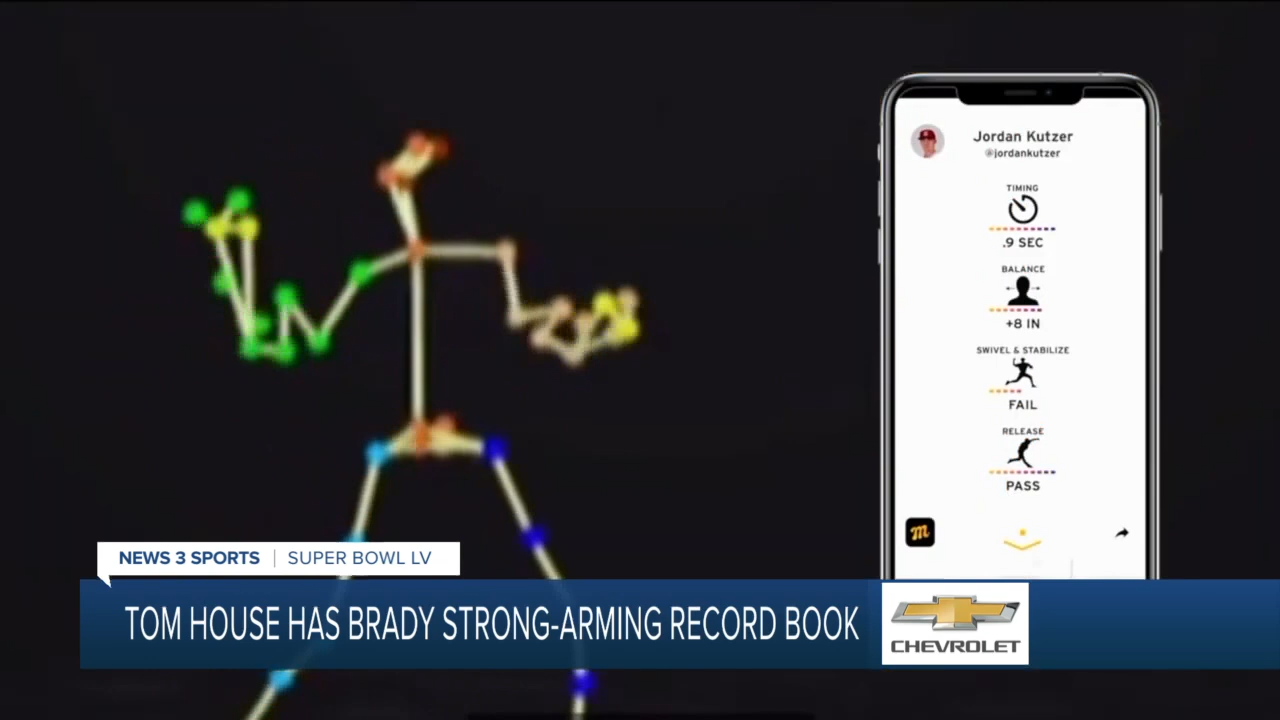 Jordan Kutzer
@jordankutzer
TIMING
.9 SEC
BALANCE
+8 IN
SWIVEL & STABILIZE
FAIL
RELEASE
PASS
m
NEWS 3 SPORTS | SUPER BOWL LV
TOM HOUSE HAS BRADY STRONG-ARMING RECORD BOOK
CHEVROLET